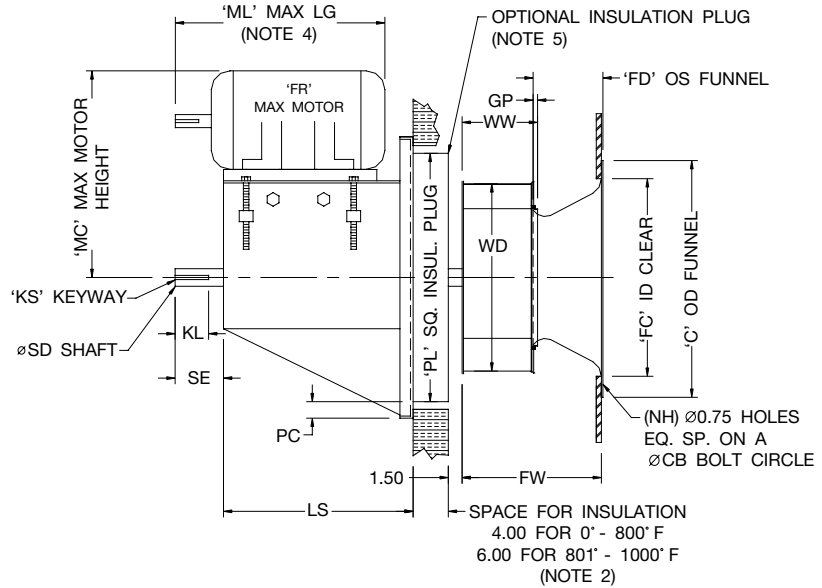 'ML' MAX LG
(NOTE 4)
OPTIONAL INSULATION PLUG
(NOTE 5)
'FD' OS FUNNEL
GP
WW
'FR'
MAX MOTOR
'MC' MAX MOTOR
HEIGHT
'PL' SQ. INSUL. PLUG
WD
'FC' ID CLEAR
'C' OD FUNNEL
'KS' KEYWAY
KL
øSD SHAFT
SE
PC
(NH) Ø0.75 HOLES
EQ. SP. ON A
ØCB BOLT CIRCLE
1.50
FW
LS
SPACE FOR INSULATION
4.00 FOR 0° - 800° F
6.00 FOR 801° - 1000° F
(NOTE 2)